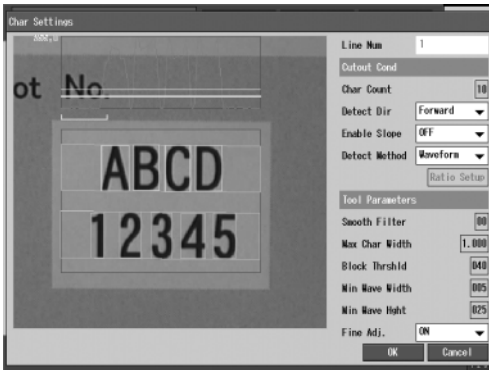 Char Settings
Line Num 1
Cutout Cond
Char Count 10
Detect Dir Forward
Enable Slope OFF
Detect Method Waveform
Ratio Setup
Tool Parameters
Smooth Filter 00
Max Char Width 1.000
Block Thrshld 040
Min Wave Width 005
Min Wave Hght 025
Fine Adj. ON
OK Cancel
ot No.
ABCD
12345